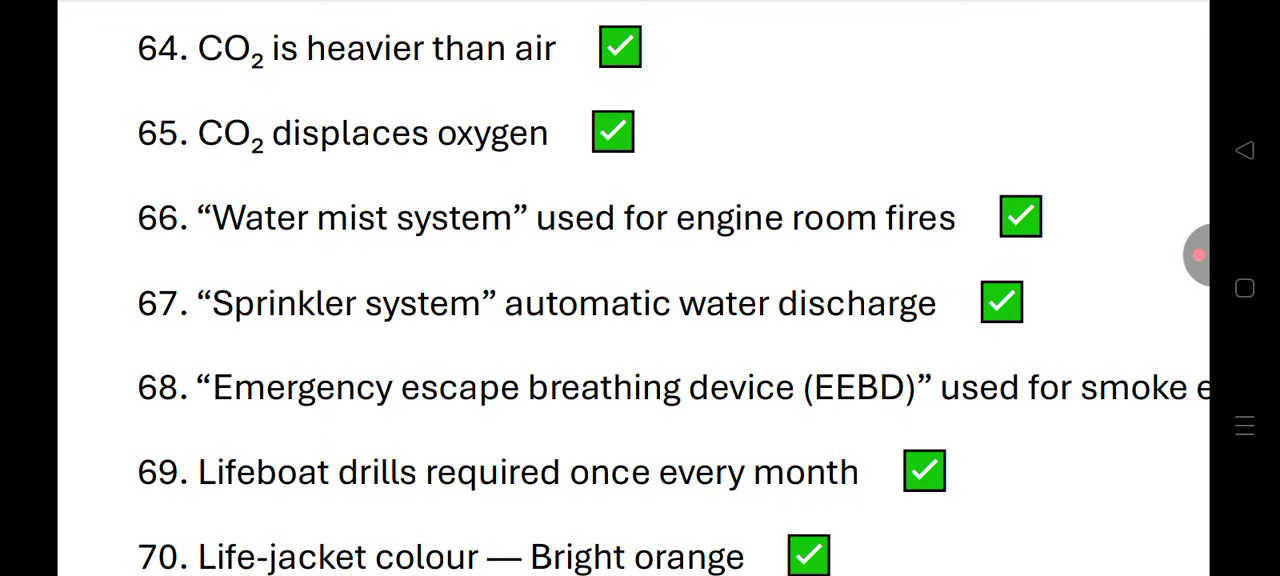 64. CO₂ is heavier than air ✅
65. CO₂ displaces oxygen ✅
66. “Water mist system” used for engine room fires ✅
67. “Sprinkler system” automatic water discharge ✅
68. “Emergency escape breathing device (EEBD)” used for smoke
69. Lifeboat drills required once every month ✅
70. Life-jacket colour — Bright orange ✅